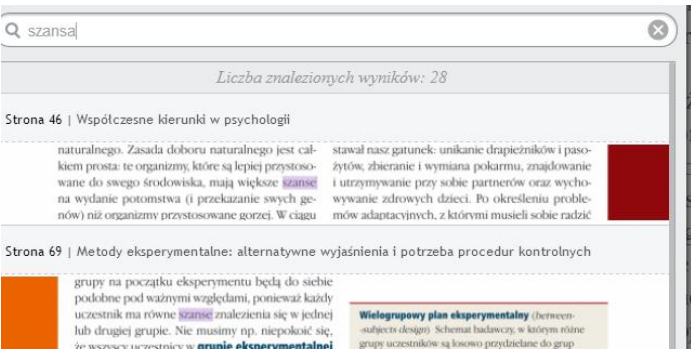 szansa
Liczba znalezionych wyników: 28
Strona 46 | Współczesne kierunki w psychologii
naturalnego. Zasada doboru naturalnego jest cał-
kiem prosta: te organizmy, które są lepiej przystoso-
wane do swego środowiska, mają większe szanse
na wydanie potomstwa (i przekazanie swych ge-
nów) niż organizmy przystosowane gorzej. W ciągu
stawał nasz gatunek: unikanie drapieżników i paso-
żytów, zbieranie i wymiana pokarmu, znajdowanie
i utrzymywanie przy sobie partnerów oraz wycho-
wywanie zdrowych dzieci. Po określeniu proble-
mów adaptacyjnych, z którymi musieli sobie radzić
Strona 69 | Metody eksperymentalne: alternatywne wyjaśnienia i potrzeba procedur kontrolnych
grupy na początku eksperymentu będą do siebie
podobne pod ważnymi względami, ponieważ każdy
uczestnik ma równe szanse znalezienia się w jednej
lub drugiej grupie. Nie musimy np. niepokoić się,
że wszyscy uczestnicy w grupie eksperymentalnej
Wielogrupowy plan eksperymentalny (between-
-subjects design) Schemat badawczy, w którym różne
grupy uczestników są losowo przydzielane do grup